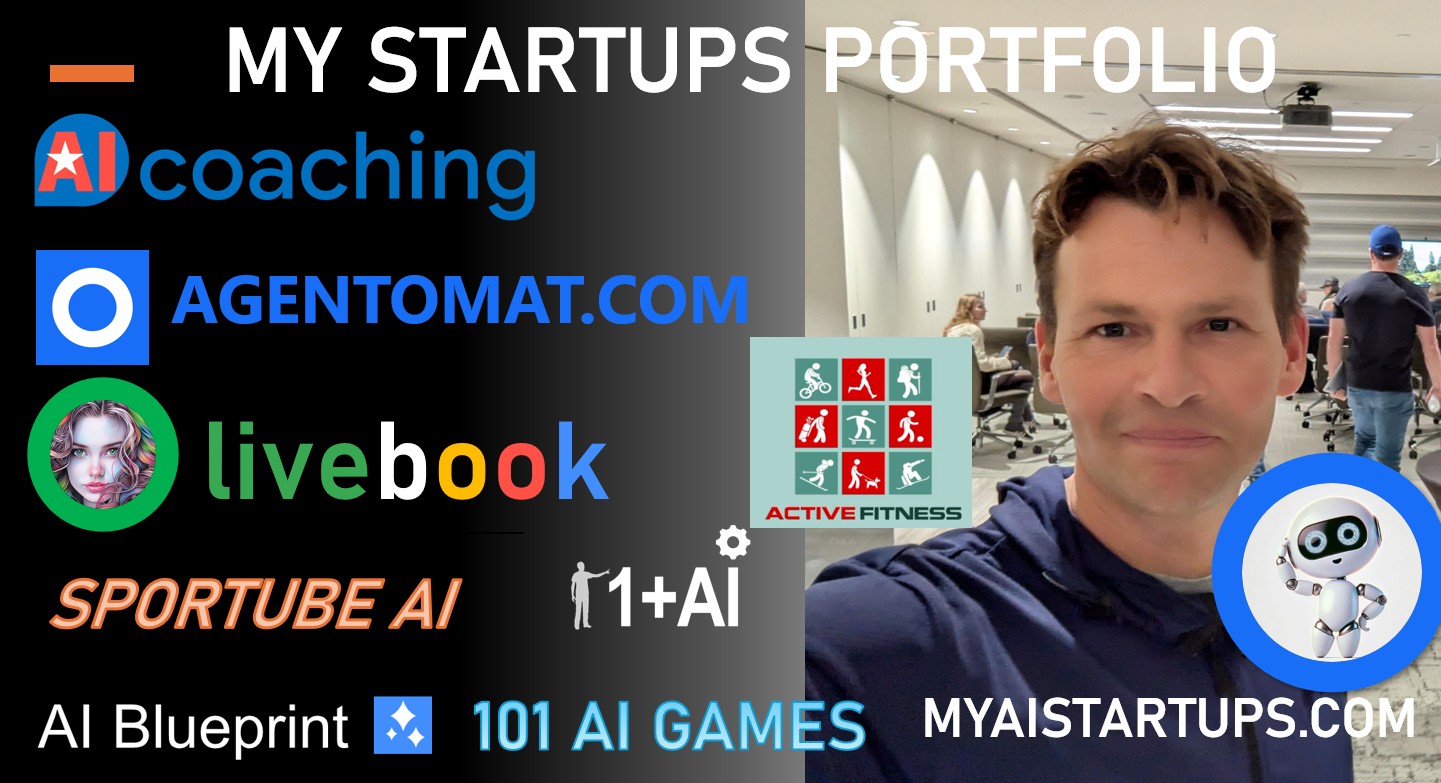 MY STARTUPS PORTFOLIO
AI coaching
AGENTOMAT.COM
livebook
ACTIVE FITNESS
SPORTUBE AI
1+AI
AI Blueprint
101 AI GAMES
MYAISTARTUPS.COM